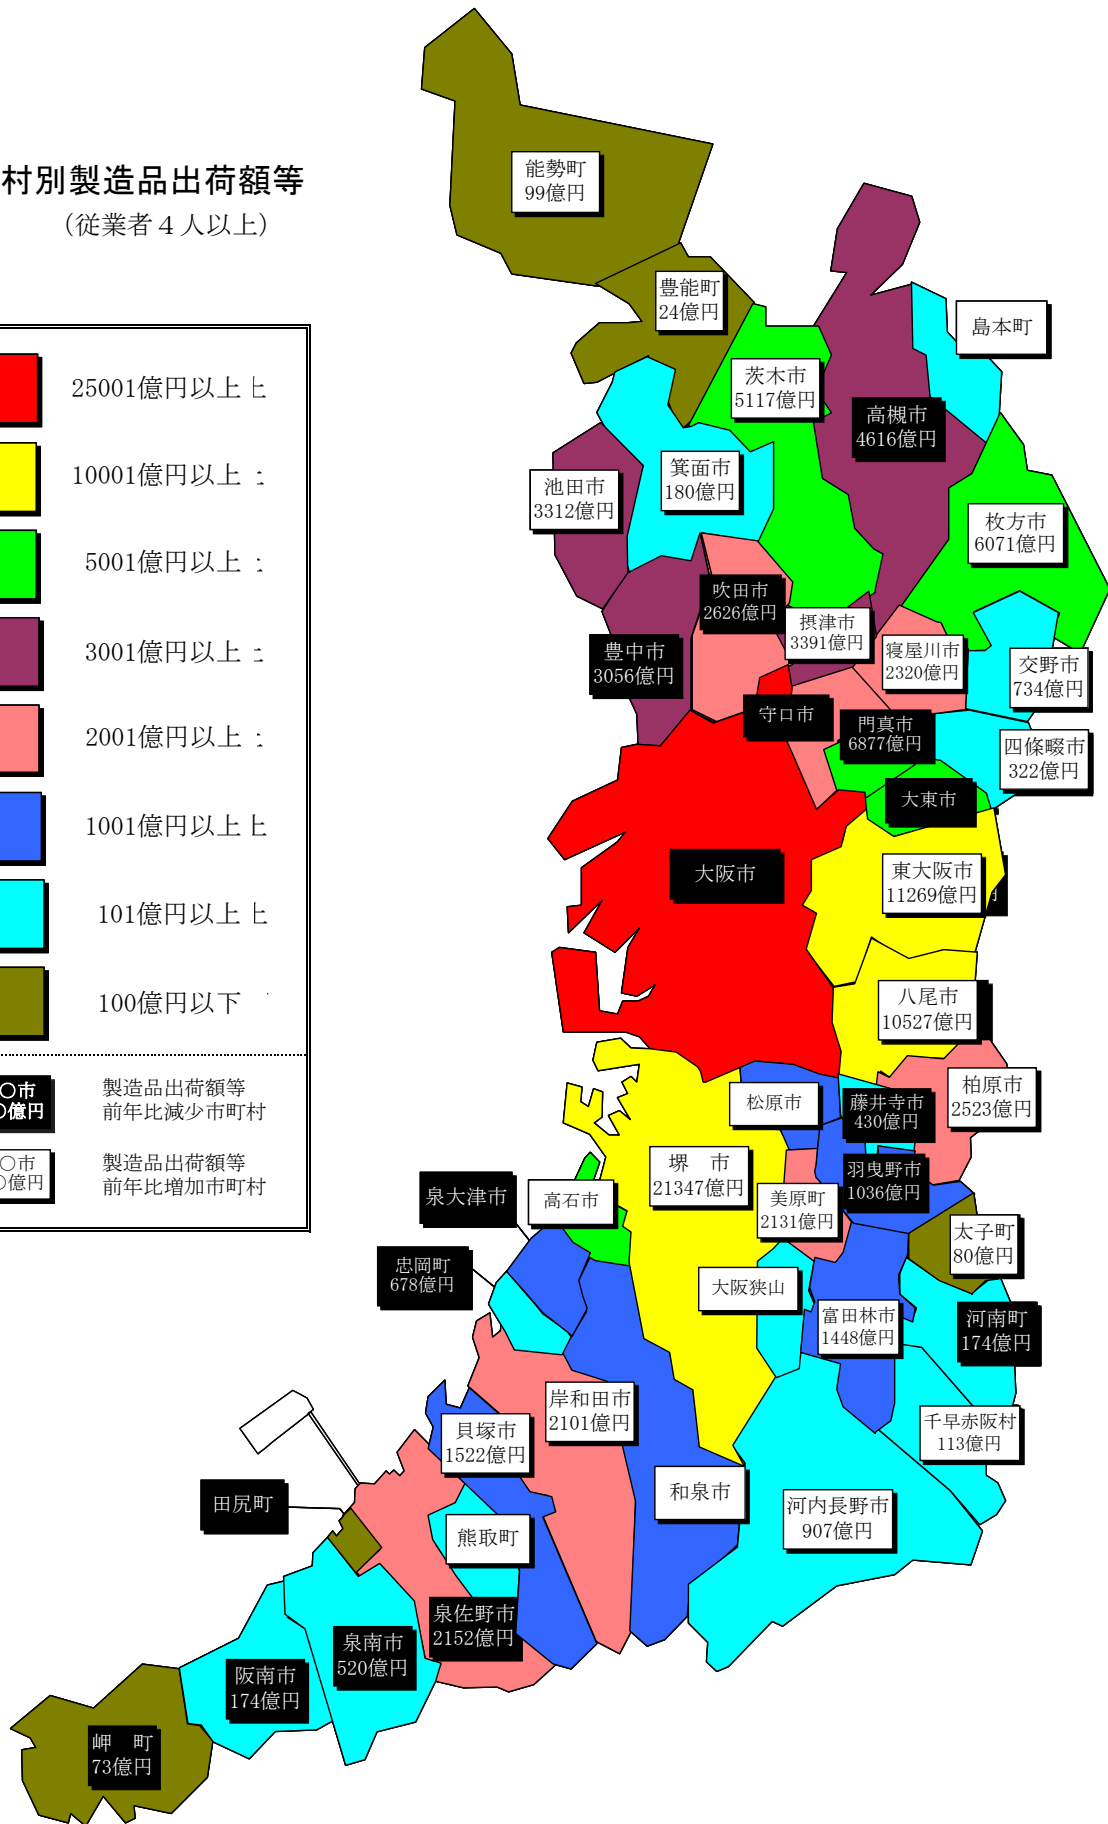 村別製造品出荷額等
（従業者４人以上）
25001億円以上
10001億円以上
5001億円以上
3001億円以上
2001億円以上
1001億円以上
101億円以上
100億円以下
○市
○億円
製造品出荷額等
前年比減少市町村
○市
○億円
製造品出荷額等
前年比増加市町村
能勢町
99億円
豊能町
24億円
島本町
茨木市
5117億円
高槻市
4616億円
箕面市
180億円
池田市
3312億円
枚方市
6071億円
吹田市
2626億円
摂津市
3391億円
豊中市
3056億円
寝屋川市
2320億円
交野市
734億円
守口市
門真市
6877億円
四條畷市
322億円
大東市
大阪市
東大阪市
11269億円
八尾市
10527億円
松原市
藤井寺市
430億円
柏原市
2523億円
堺　市
21347億円
羽曳野市
1036億円
美原町
2131億円
泉大津市
高石市
太子町
80億円
忠岡町
678億円
大阪狭山
富田林市
1448億円
河南町
174億円
岸和田市
2101億円
貝塚市
1522億円
千早赤阪村
113億円
和泉市
河内長野市
907億円
田尻町
熊取町
泉佐野市
2152億円
泉南市
520億円
阪南市
174億円
岬　町
73億円